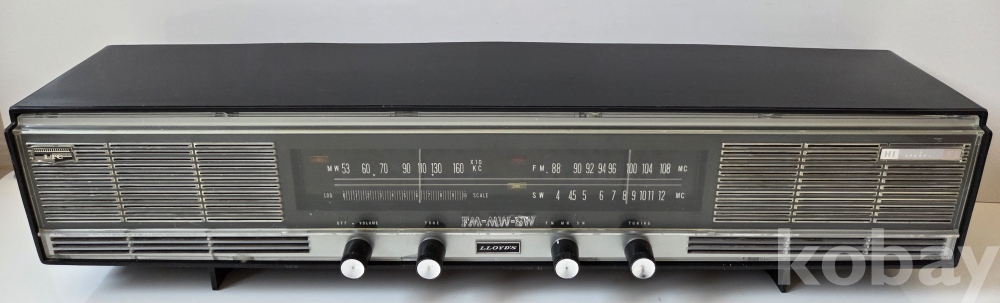 HI
MW 53 60 70 90 110 130 160 X10 KC
FM 88 90 92 94 96 100 104 108 MC
LOG SCALE
SW 4 4.5 5 6 7 8 9 10 11 12 MC
FM-MW-SW
OFF - VOLUME TONE FM MW SW TUNING
LLOYD'S
kobay